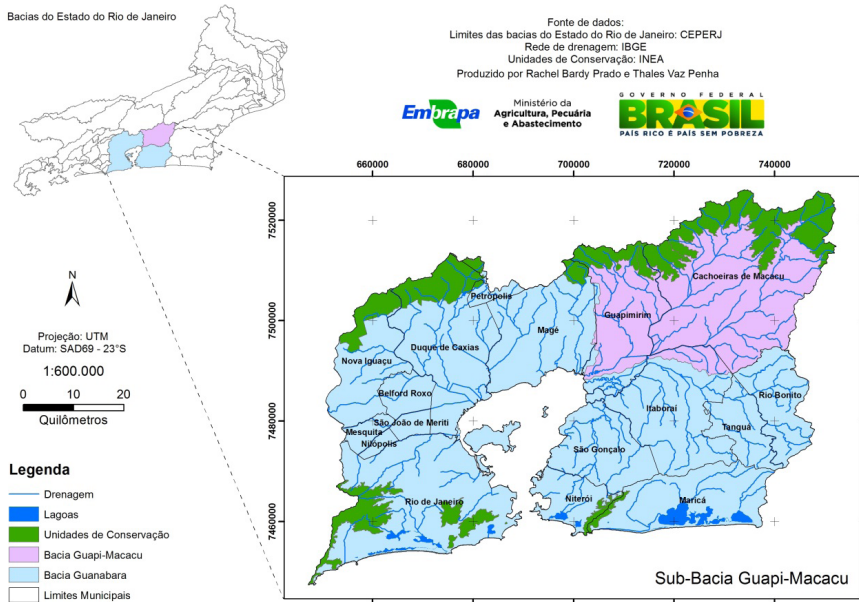 Bacias do Estado do Rio de Janeiro
Fonte de dados:
Limites das bacias do Estado do Rio de Janeiro: CEPERJ
Rede de drenagem: IBGE
Unidades de Conservação: INEA
Produzido por Rachel Bardy Prado e Thales Vaz Penha
Embrapa
Ministério da
Agricultura, Pecuária
e Abastecimento
GOVERNO FEDERAL
BRASIL
PAÍS RICO É PAÍS SEM POBREZA
660000 680000 700000 720000 740000
7520000
7500000
7480000
7460000
Cachoeiras de Macacu
Petrópolis
Guapimirim
Magé
Duque de Caxias
Nova Iguaçu
Belford Roxo
Rio Bonito
Itaboraí
São João de Meriti
Tanguá
Mesquita
Nilópolis
São Gonçalo
Rio de Janeiro
Niterói
Maricá
Sub-Bacia Guapi-Macacu
N
Projeção: UTM
Datum: SAD69 - 23°S
1:600.000
0 10 20
Quilômetros
Legenda
Drenagem
Lagoas
Unidades de Conservação
Bacia Guapi-Macacu
Bacia Guanabara
Limites Municipais